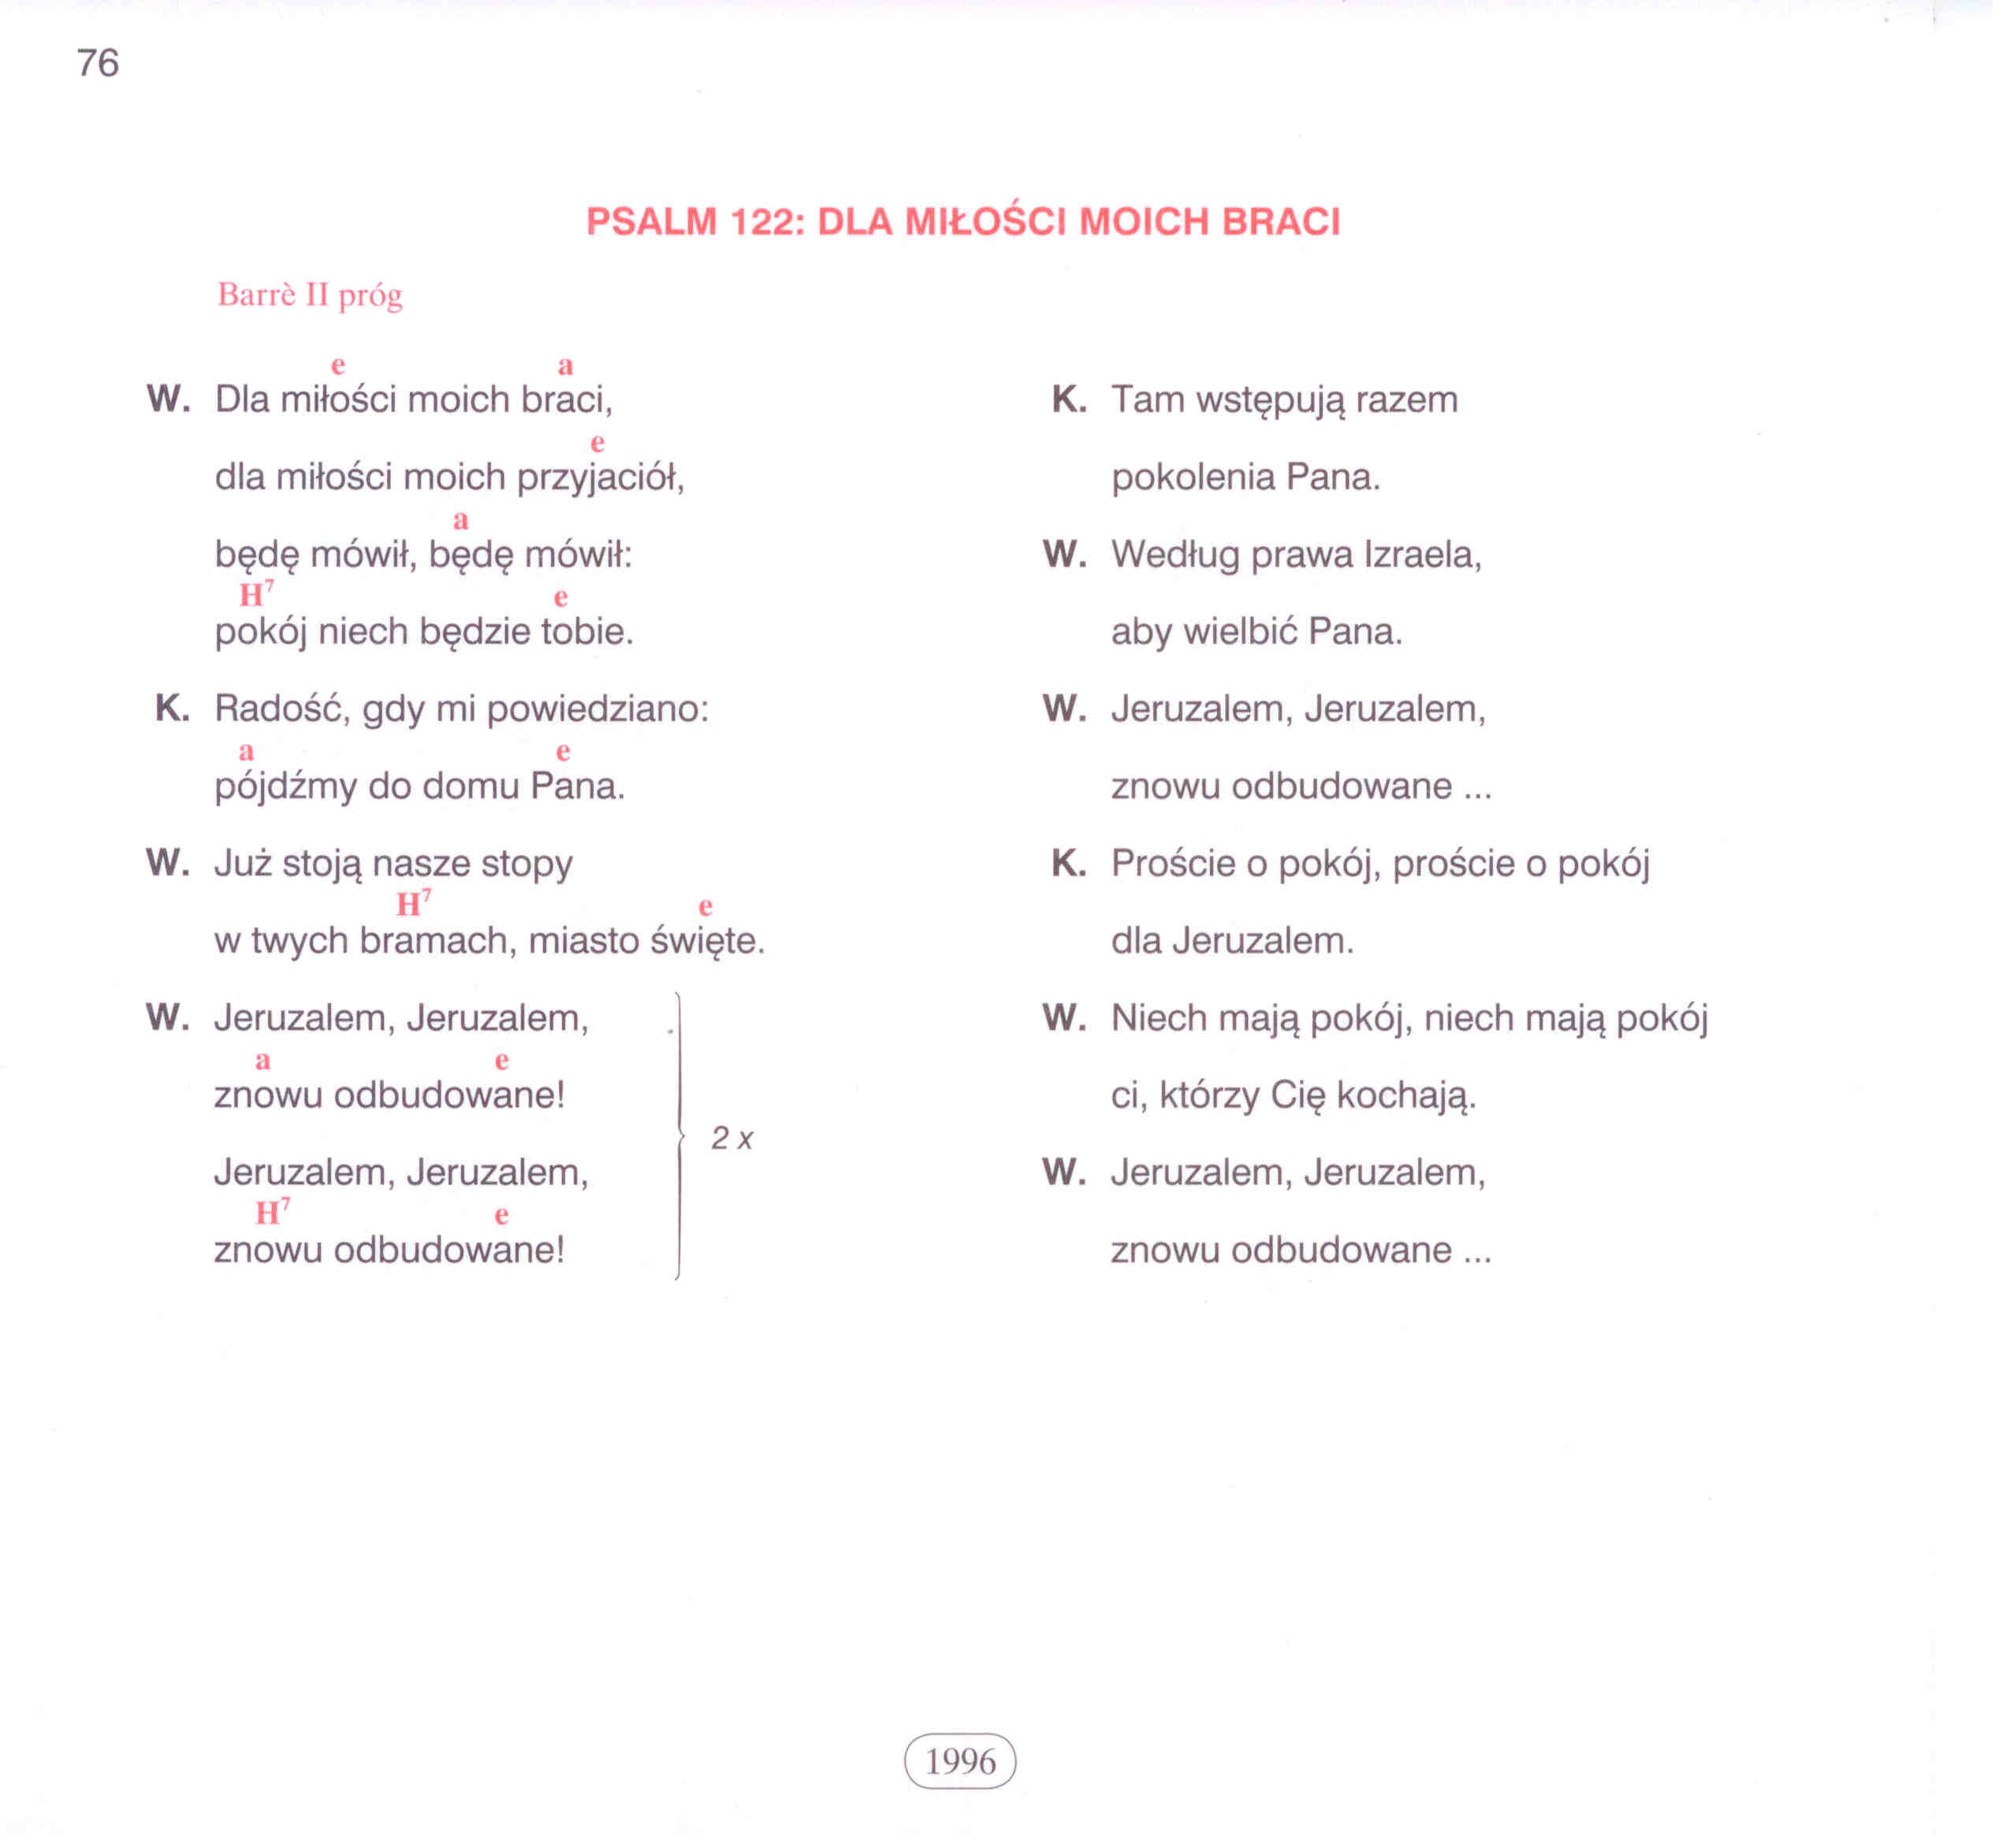 76
PSALM 122: DLA MIŁOŚCI MOICH BRACI
Barrè II próg
e a
W. Dla miłości moich braci,
e
dla miłości moich przyjaciół,
a
będę mówił, będę mówił:
H7 e
pokój niech będzie tobie.
K. Radość, gdy mi powiedziano:
a e
pójdźmy do domu Pana.
W. Już stoją nasze stopy
H7 e
w twych bramach, miasto święte.
W. Jeruzalem, Jeruzalem,
a e
znowu odbudowane!
2 x
Jeruzalem, Jeruzalem,
H7 e
znowu odbudowane!
K. Tam wstępują razem
pokolenia Pana.
W. Według prawa Izraela,
aby wielbić Pana.
W. Jeruzalem, Jeruzalem,
znowu odbudowane ...
K. Proście o pokój, proście o pokój
dla Jeruzalem.
W. Niech mają pokój, niech mają pokój
ci, którzy Cię kochają.
W. Jeruzalem, Jeruzalem,
znowu odbudowane ...
1996